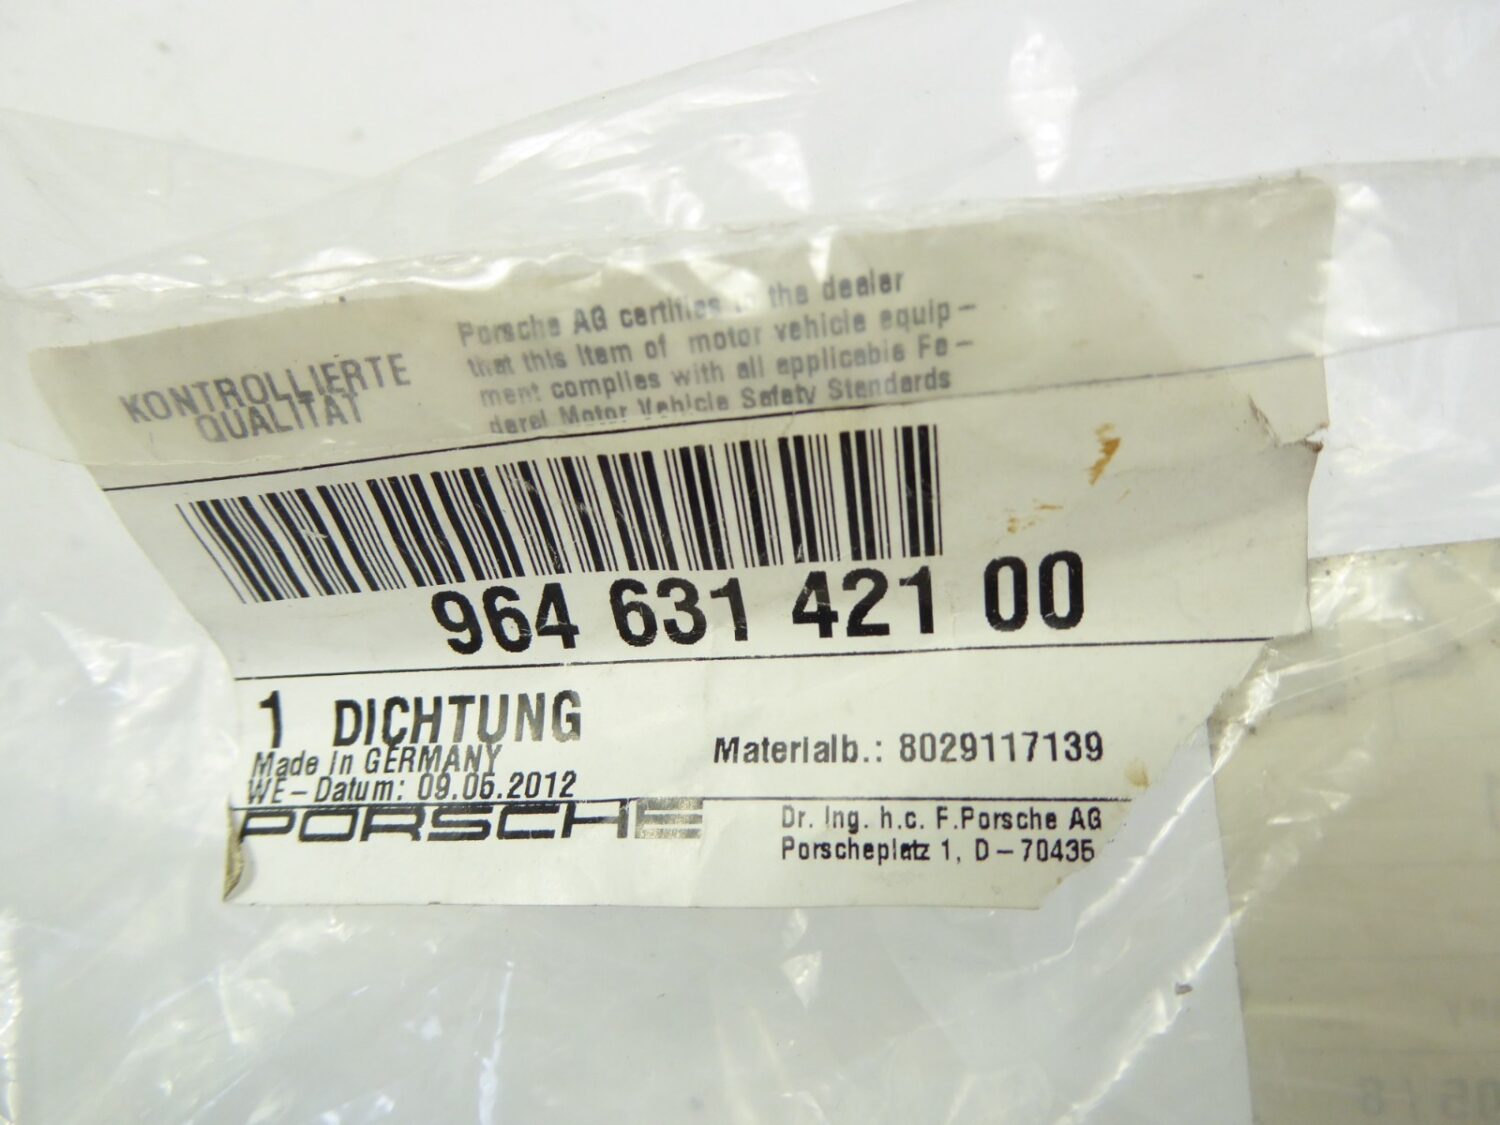 KONTROLLIERTE
QUALITÄT
Porsche AG certifies to the dealer
that this item of motor vehicle equip-
ment complies with all applicable Fe-
deral Motor Vehicle Safety Standards
964 631 421 00
1 DICHTUNG
Made in GERMANY
WE-Datum: 09.05.2012
Materialb.: 8029117139
PORSCHE
Dr. Ing. h.c. F.Porsche AG
Porscheplatz 1, D-70435